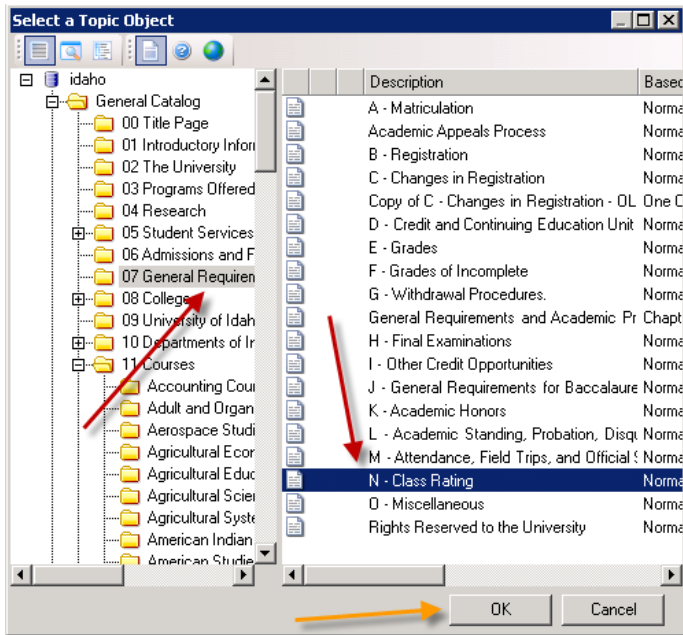 Select a Topic Object
idaho
General Catalog
00 Title Page
01 Introductory Inforr
02 The University
03 Programs Offered
04 Research
05 Student Services
06 Admissions and F
07 General Requiren
08 College
09 University of Idah
10 Departments of Ir
11 Courses
Accounting Cour
Adult and Organ
Aerospace Studi
Agricultural Econ
Agricultural Educ
Agricultural Scier
Agricultural Syste
American Indian
American Studie
Description Based
A - Matriculation Norma
Academic Appeals Process Norma
B - Registration Norma
C - Changes in Registration Norma
Copy of C - Changes in Registration - OL One C
D - Credit and Continuing Education Unit Norma
E - Grades Norma
F - Grades of Incomplete Norma
G - Withdrawal Procedures. Norma
General Requirements and Academic Pr Chapt
H - Final Examinations Norma
I - Other Credit Opportunities Norma
J - General Requirements for Baccalaure Norma
K - Academic Honors Norma
L - Academic Standing, Probation, Disqu Norma
M - Attendance, Field Trips, and Official S Norma
N - Class Rating Norma
O - Miscellaneous Norma
Rights Reserved to the University Norma
OK Cancel